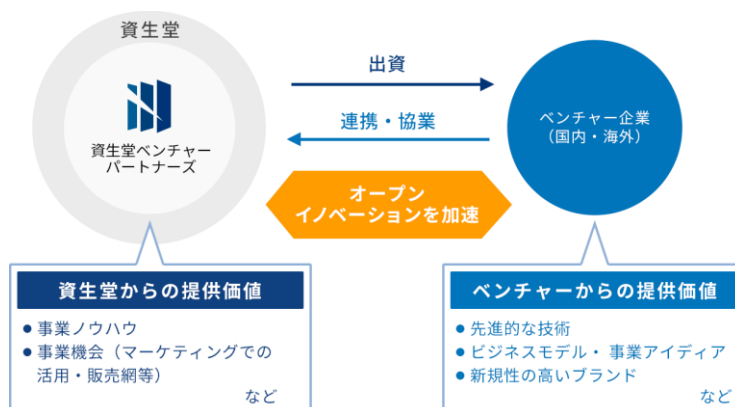 資生堂
資生堂ベンチャー
パートナーズ
出資
連携・協業
ベンチャー企業
（国内・海外）
オープン
イノベーションを加速
資生堂からの提供価値
● 事業ノウハウ
● 事業機会（マーケティングでの
活用・販売網等）
など
ベンチャーからの提供価値
● 先進的な技術
● ビジネスモデル・ 事業アイディア
● 新規性の高いブランド
など